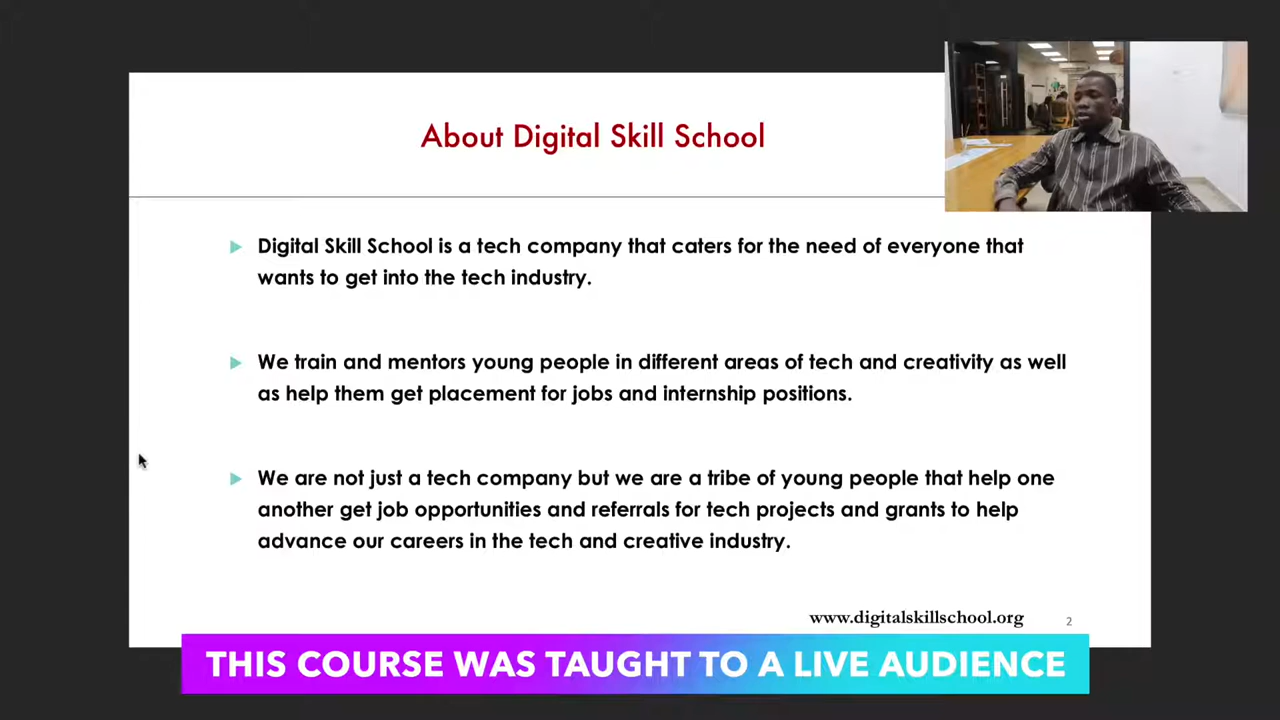 About Digital Skill School
Digital Skill School is a tech company that caters for the need of everyone that
wants to get into the tech industry.
We train and mentors young people in different areas of tech and creativity as well
as help them get placement for jobs and internship positions.
We are not just a tech company but we are a tribe of young people that help one
another get job opportunities and referrals for tech projects and grants to help
advance our careers in the tech and creative industry.
www.digitalskillschool.org 2
THIS COURSE WAS TAUGHT TO A LIVE AUDIENCE